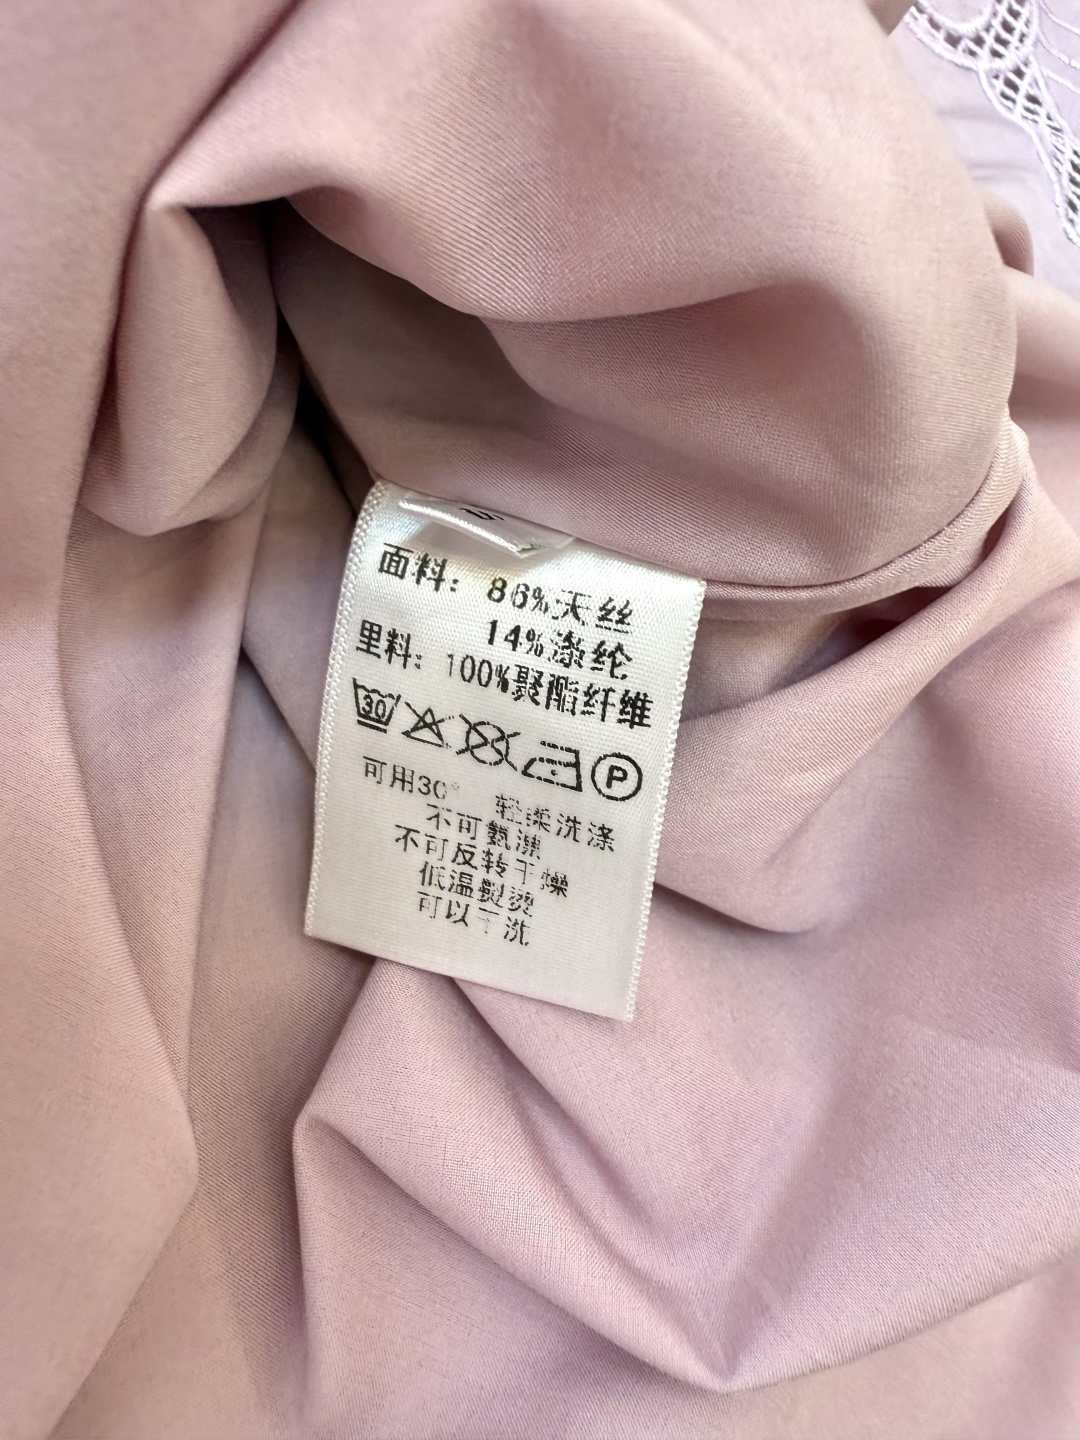 面料：86%天丝
14%涤纶
里料：100%聚酯纤维
30
P
可用30° 轻柔洗涤
不可氨漂
不可反转干燥
低温熨烫
可以干洗